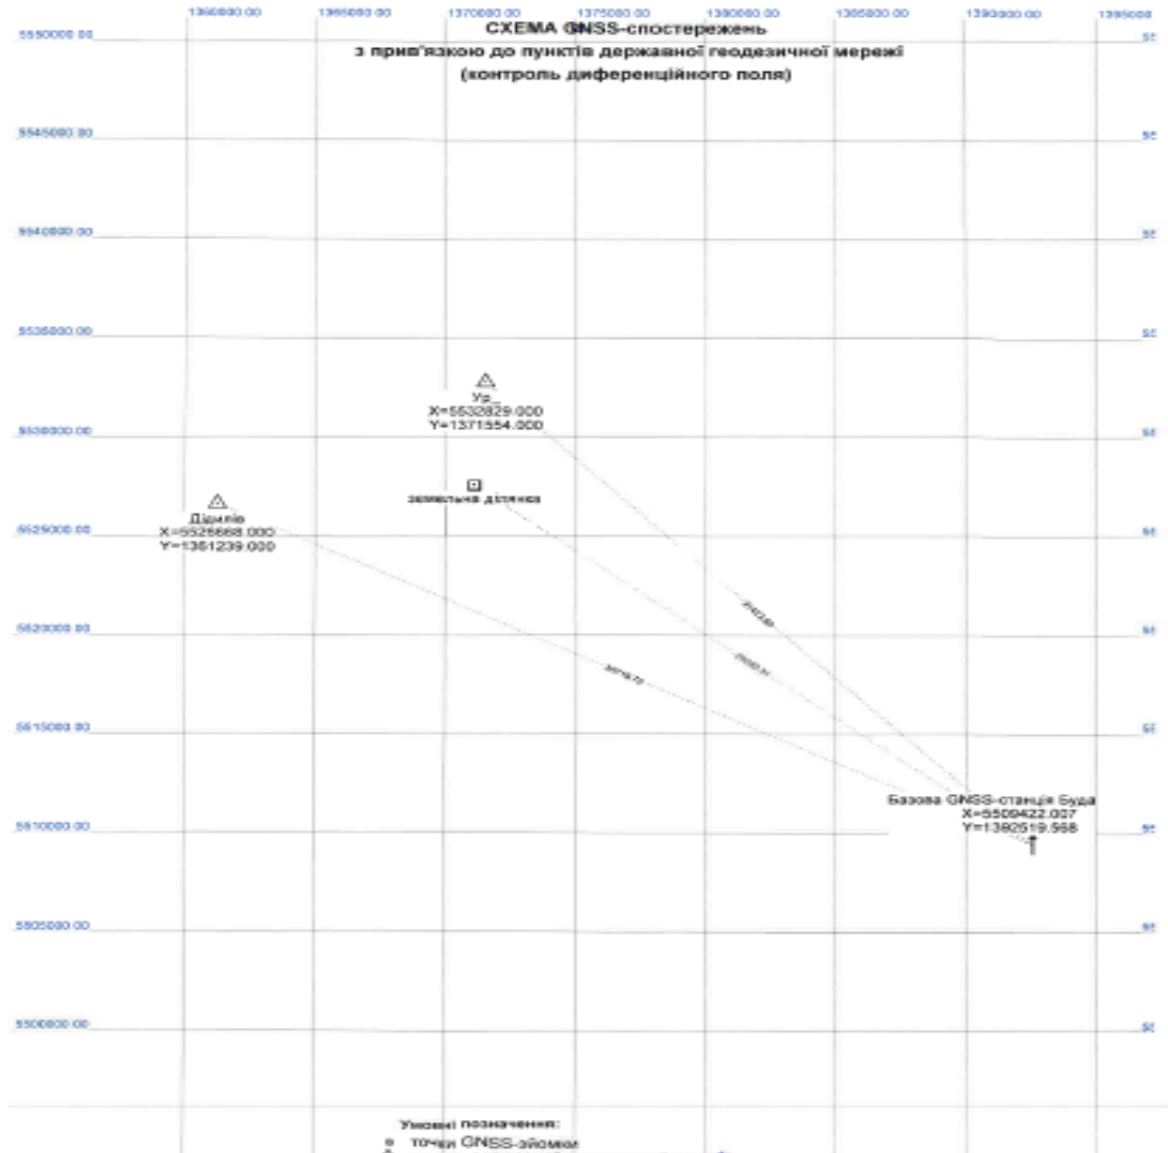 1360000.00 1365000.00 1370000.00 1375000.00 1380000.00 1385000.00 1390000.00 1395000
СХЕМА GNSS-спостережень
з прив'язкою до пунктів державної геодезичної мережі
(контроль диференційного поля)
5550000.00
5545000.00
5540000.00
5535000.00
Ур_
X=5532829.000
Y=1371554.000
5530000.00
земельна ділянка
Дідилів
X=5526668.000
Y=1361239.000
5525000.00
5520000.00
5515000.00
Базова GNSS-станція Буда
X=5509422.007
Y=1392519.568
5510000.00
5505000.00
5500000.00
Умовні позначення:
точки GNSS-зйомки